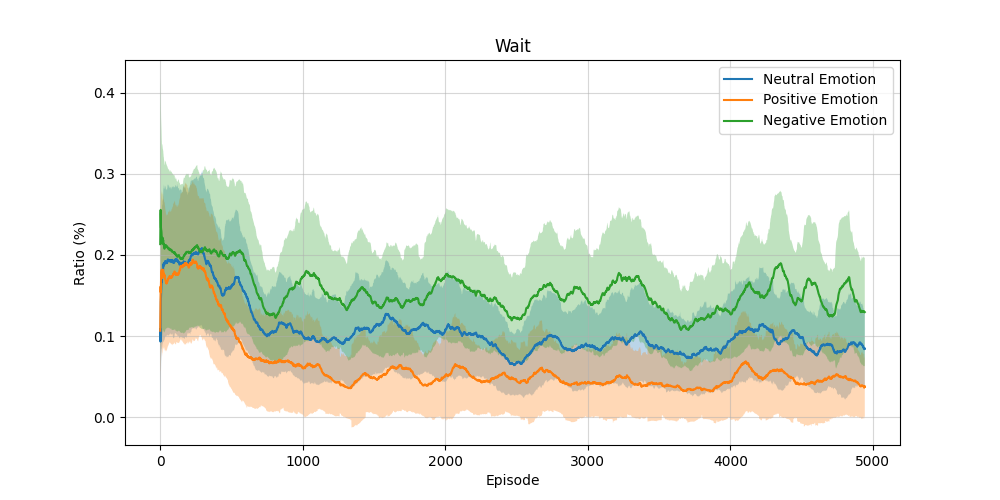 Wait
Neutral Emotion
Positive Emotion
Negative Emotion
Ratio (%)
0.4
0.3
0.2
0.1
0.0
0 1000 2000 3000 4000 5000
Episode